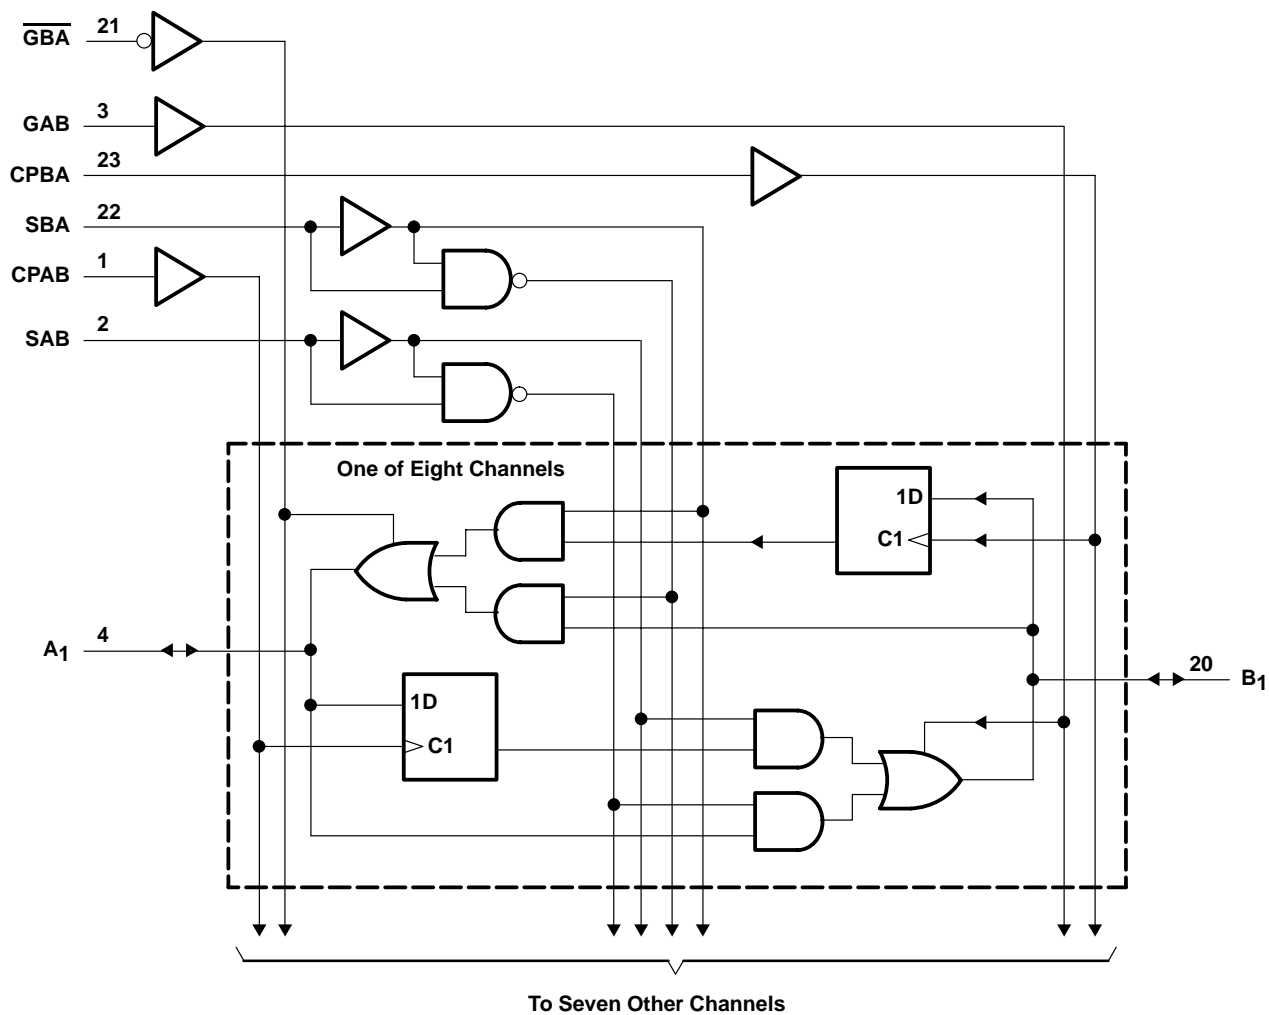 GBA 21
GAB 3
CPBA 23
SBA 22
CPAB 1
SAB 2
One of Eight Channels
1D
C1
A1 4
1D
C1
20 B1
To Seven Other Channels